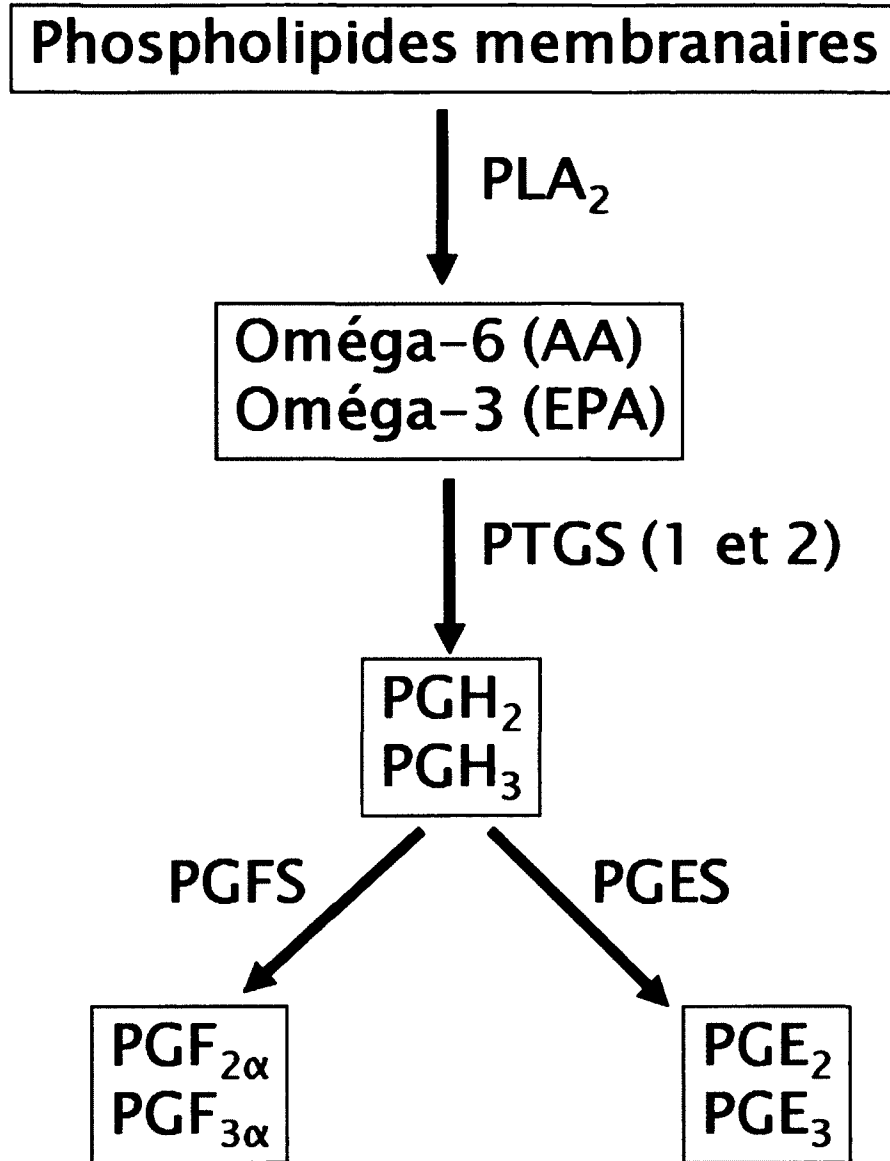 Phospholipides membranaires
PLA₂
Oméga-6 (AA)
Oméga-3 (EPA)
PTGS (1 et 2)
PGH₂
PGH₃
PGFS
PGES
PGF₂α
PGF₃α
PGE₂
PGE₃